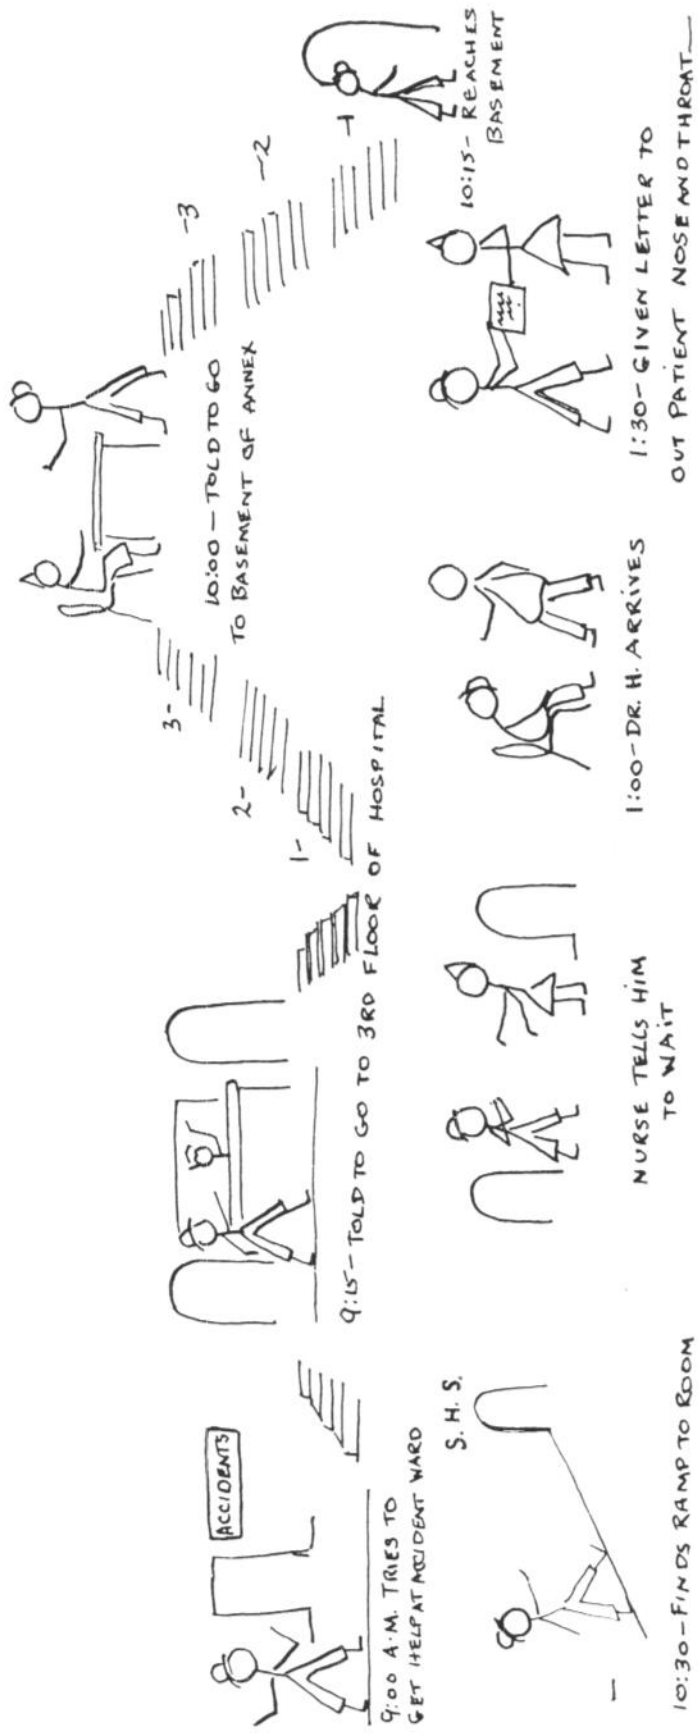 ACCIDENTS
9:00 A.M. TRIES TO
GET HELP AT ACCIDENT WARD
9:15 - TOLD TO GO TO 3RD FLOOR OF HOSPITAL
1-
2-
3-
10:00 - TOLD TO GO
TO BASEMENT OF ANNEX
-3
-2
-1
10:15 - REACHES
BASEMENT
S. H. S.
10:30 - FINDS RAMP TO ROOM
NURSE TELLS HIM
TO WAIT
1:00 - DR. H. ARRIVES
1:30 - GIVEN LETTER TO
OUT PATIENT NOSE AND THROAT -